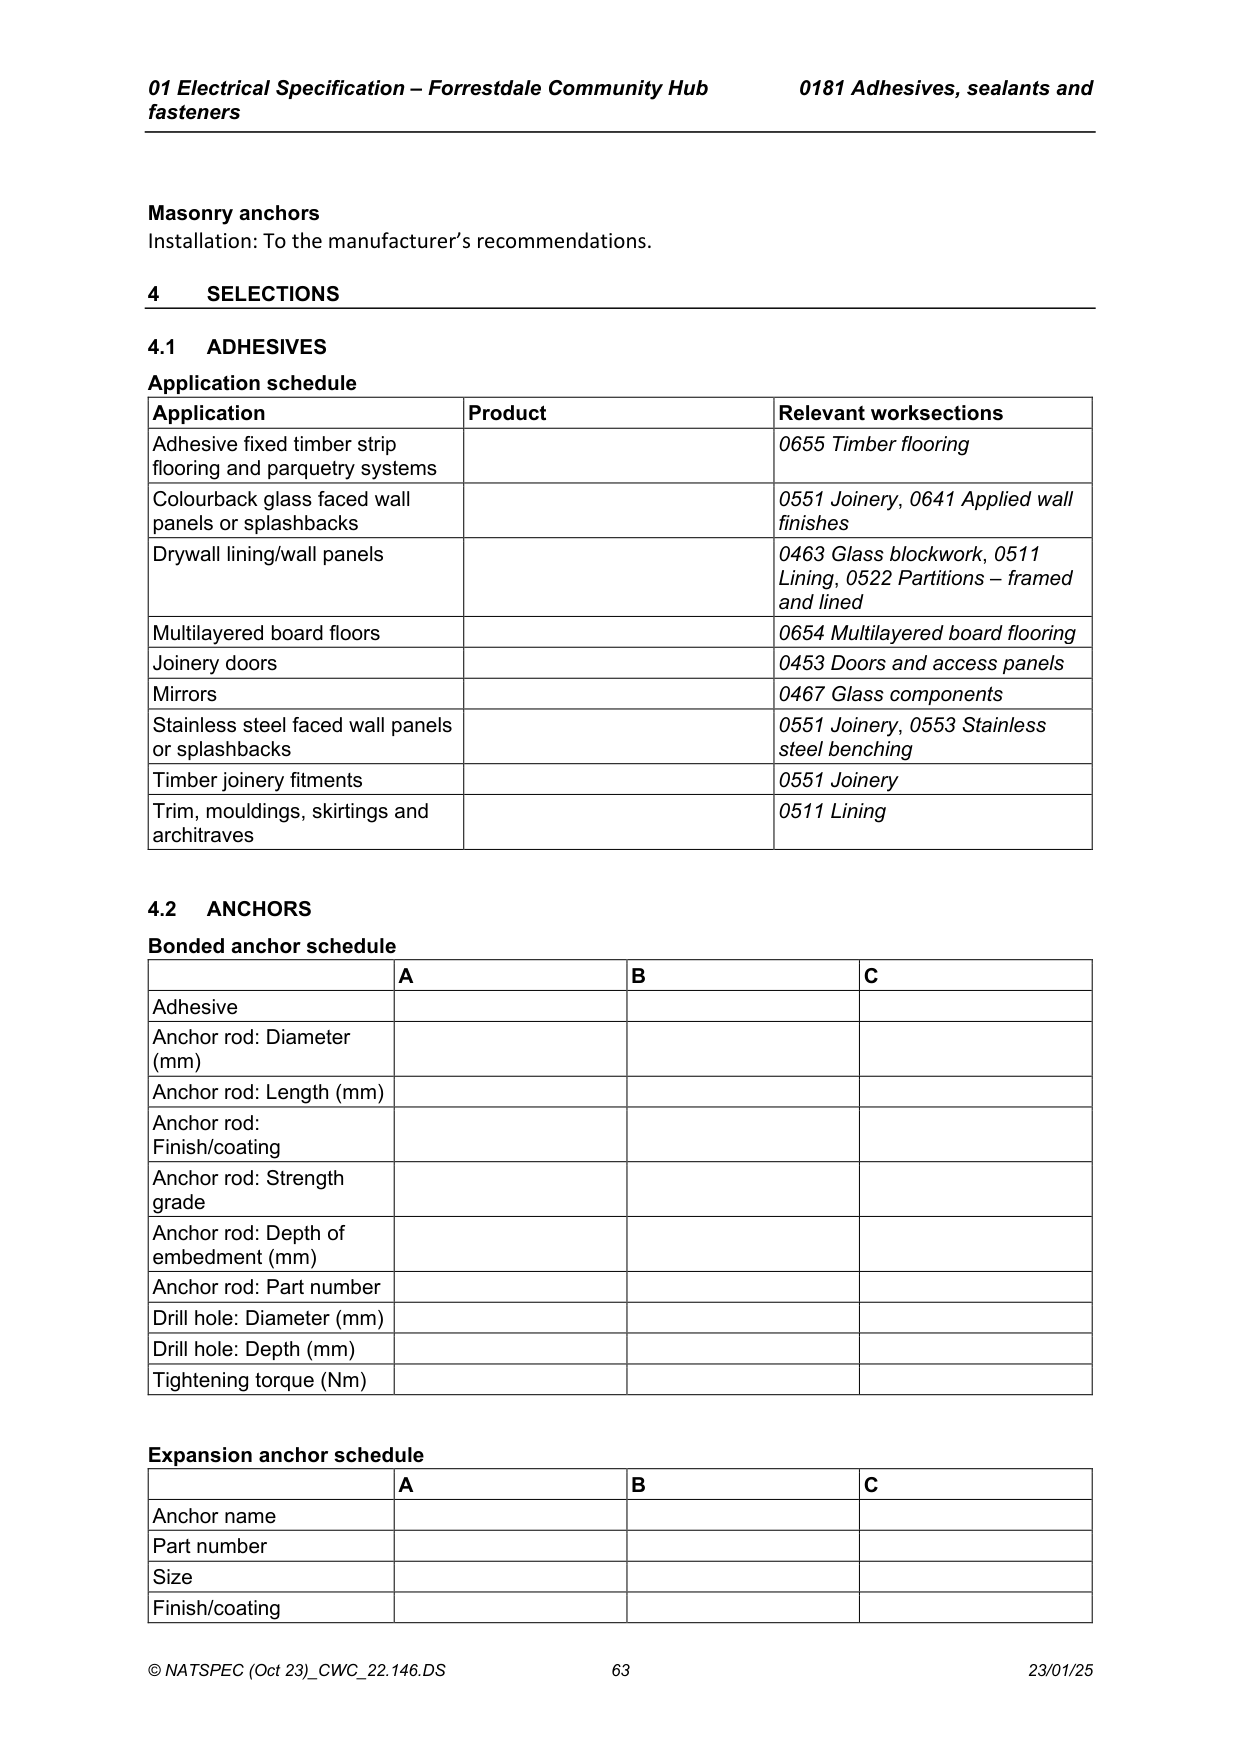 01 Electrical Specification – Forrestdale Community Hub 0181 Adhesives, sealants and
fasteners
Masonry anchors
Installation: To the manufacturer’s recommendations.
4 SELECTIONS
4.1 ADHESIVES
Application schedule
Application Product Relevant worksections
Adhesive fixed timber strip
flooring and parquetry systems
0655 Timber flooring
Colourback glass faced wall
panels or splashbacks
0551 Joinery, 0641 Applied wall
finishes
Drywall lining/wall panels
0463 Glass blockwork, 0511
Lining, 0522 Partitions – framed
and lined
Multilayered board floors 0654 Multilayered board flooring
Joinery doors 0453 Doors and access panels
Mirrors 0467 Glass components
Stainless steel faced wall panels
or splashbacks
0551 Joinery, 0553 Stainless
steel benching
Timber joinery fitments 0551 Joinery
Trim, mouldings, skirtings and
architraves
0511 Lining
4.2 ANCHORS
Bonded anchor schedule
A B C
Adhesive
Anchor rod: Diameter
(mm)
Anchor rod: Length (mm)
Anchor rod:
Finish/coating
Anchor rod: Strength
grade
Anchor rod: Depth of
embedment (mm)
Anchor rod: Part number
Drill hole: Diameter (mm)
Drill hole: Depth (mm)
Tightening torque (Nm)
Expansion anchor schedule
A B C
Anchor name
Part number
Size
Finish/coating
© NATSPEC (Oct 23)_CWC_22.146.DS 63 23/01/25